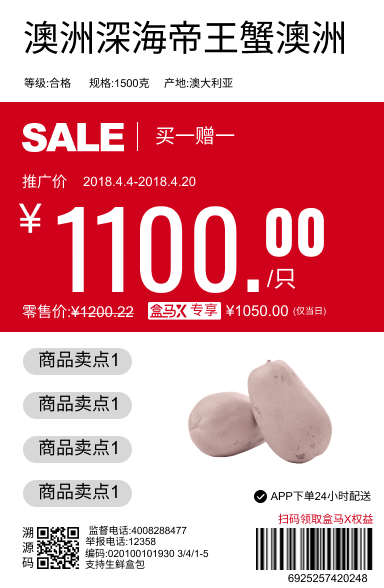 澳洲深海帝王蟹澳洲
等级:合格 规格:1500克 产地:澳大利亚
SALE 买一赠一
推广价 2018.4.4-2018.4.20
¥1100.00/只
零售价:¥1200.22 盒马X专享 ¥1050.00 (仅当日)
商品卖点1
商品卖点1
商品卖点1
商品卖点1
APP下单24小时配送
扫码领取盒马X权益
溯源码
监督电话:4008288477
举报电话:12358
编码:020100101930 3/4/1-5
支持生鲜盒包
6925257420248